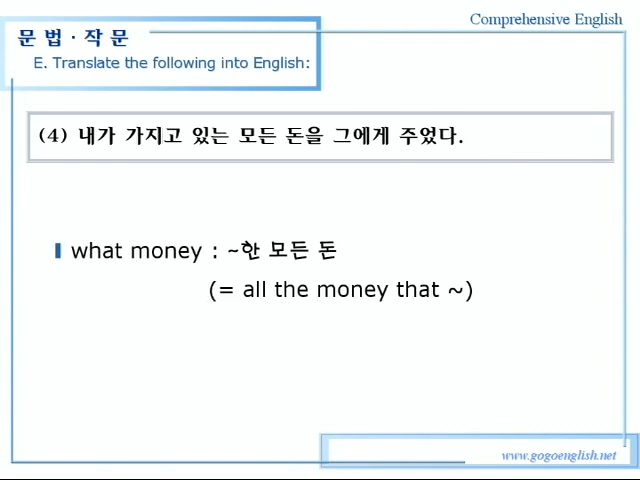 Comprehensive English
문 법 · 작 문
E. Translate the following into English:
(4) 내가 가지고 있는 모든 돈을 그에게 주었다.
what money : ~한 모든 돈
(= all the money that ~)
www.gogoenglish.net